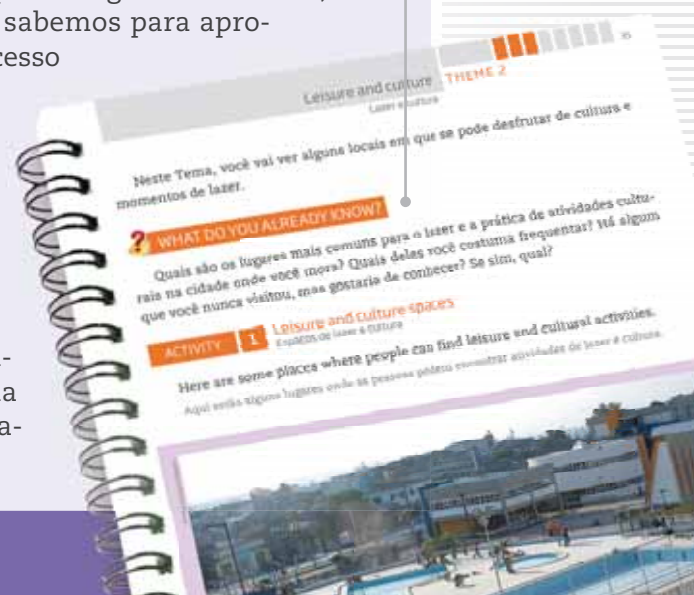 sabemos para apro-
cesso
Leisure and culture
Lazer e cultura
THEME 2
Neste Tema, você vai ver alguns locais em que se pode desfrutar de cultura e
momentos de lazer.
? WHAT DO YOU ALREADY KNOW?
Quais são os lugares mais comuns para o lazer e a prática de atividades cultu-
rais na cidade onde você mora? Quais deles você costuma frequentar? Há algum
que você nunca visitou, mas gostaria de conhecer? Se sim, qual?
ACTIVITY 1 Leisure and culture spaces
Espaços de lazer e cultura
Here are some places where people can find leisure and cultural activities.
Aqui estão alguns lugares onde as pessoas podem encontrar atividades de lazer e cultura.